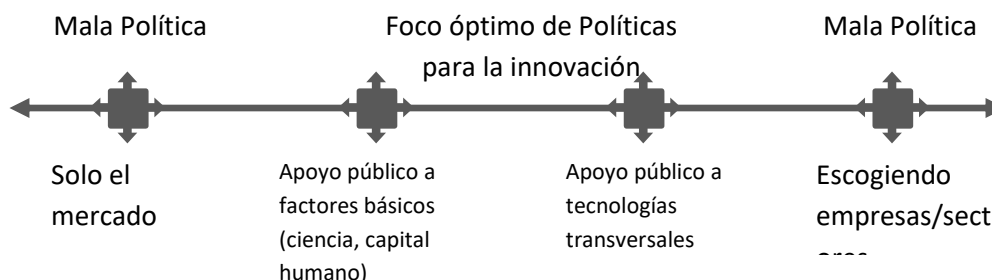 Mala Política
Foco óptimo de Políticas
para la innovación
Mala Política
Solo el
mercado
Apoyo público a
factores básicos
(ciencia, capital
humano)
Apoyo público a
tecnologías
transversales
Escogiendo
empresas/sect
ores